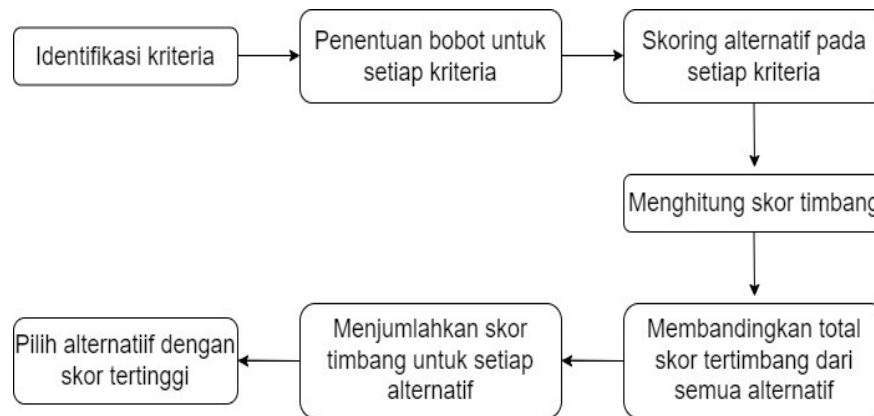 Identifikasi kriteria
Penentuan bobot untuk
setiap kriteria
Skoring alternatif pada
setiap kriteria
Menghitung skor timbang
Membandingkan total
skor tertimbang dari
semua alternatif
Menjumlahkan skor
timbang untuk setiap
alternatif
Pilih alternatiif dengan
skor tertinggi